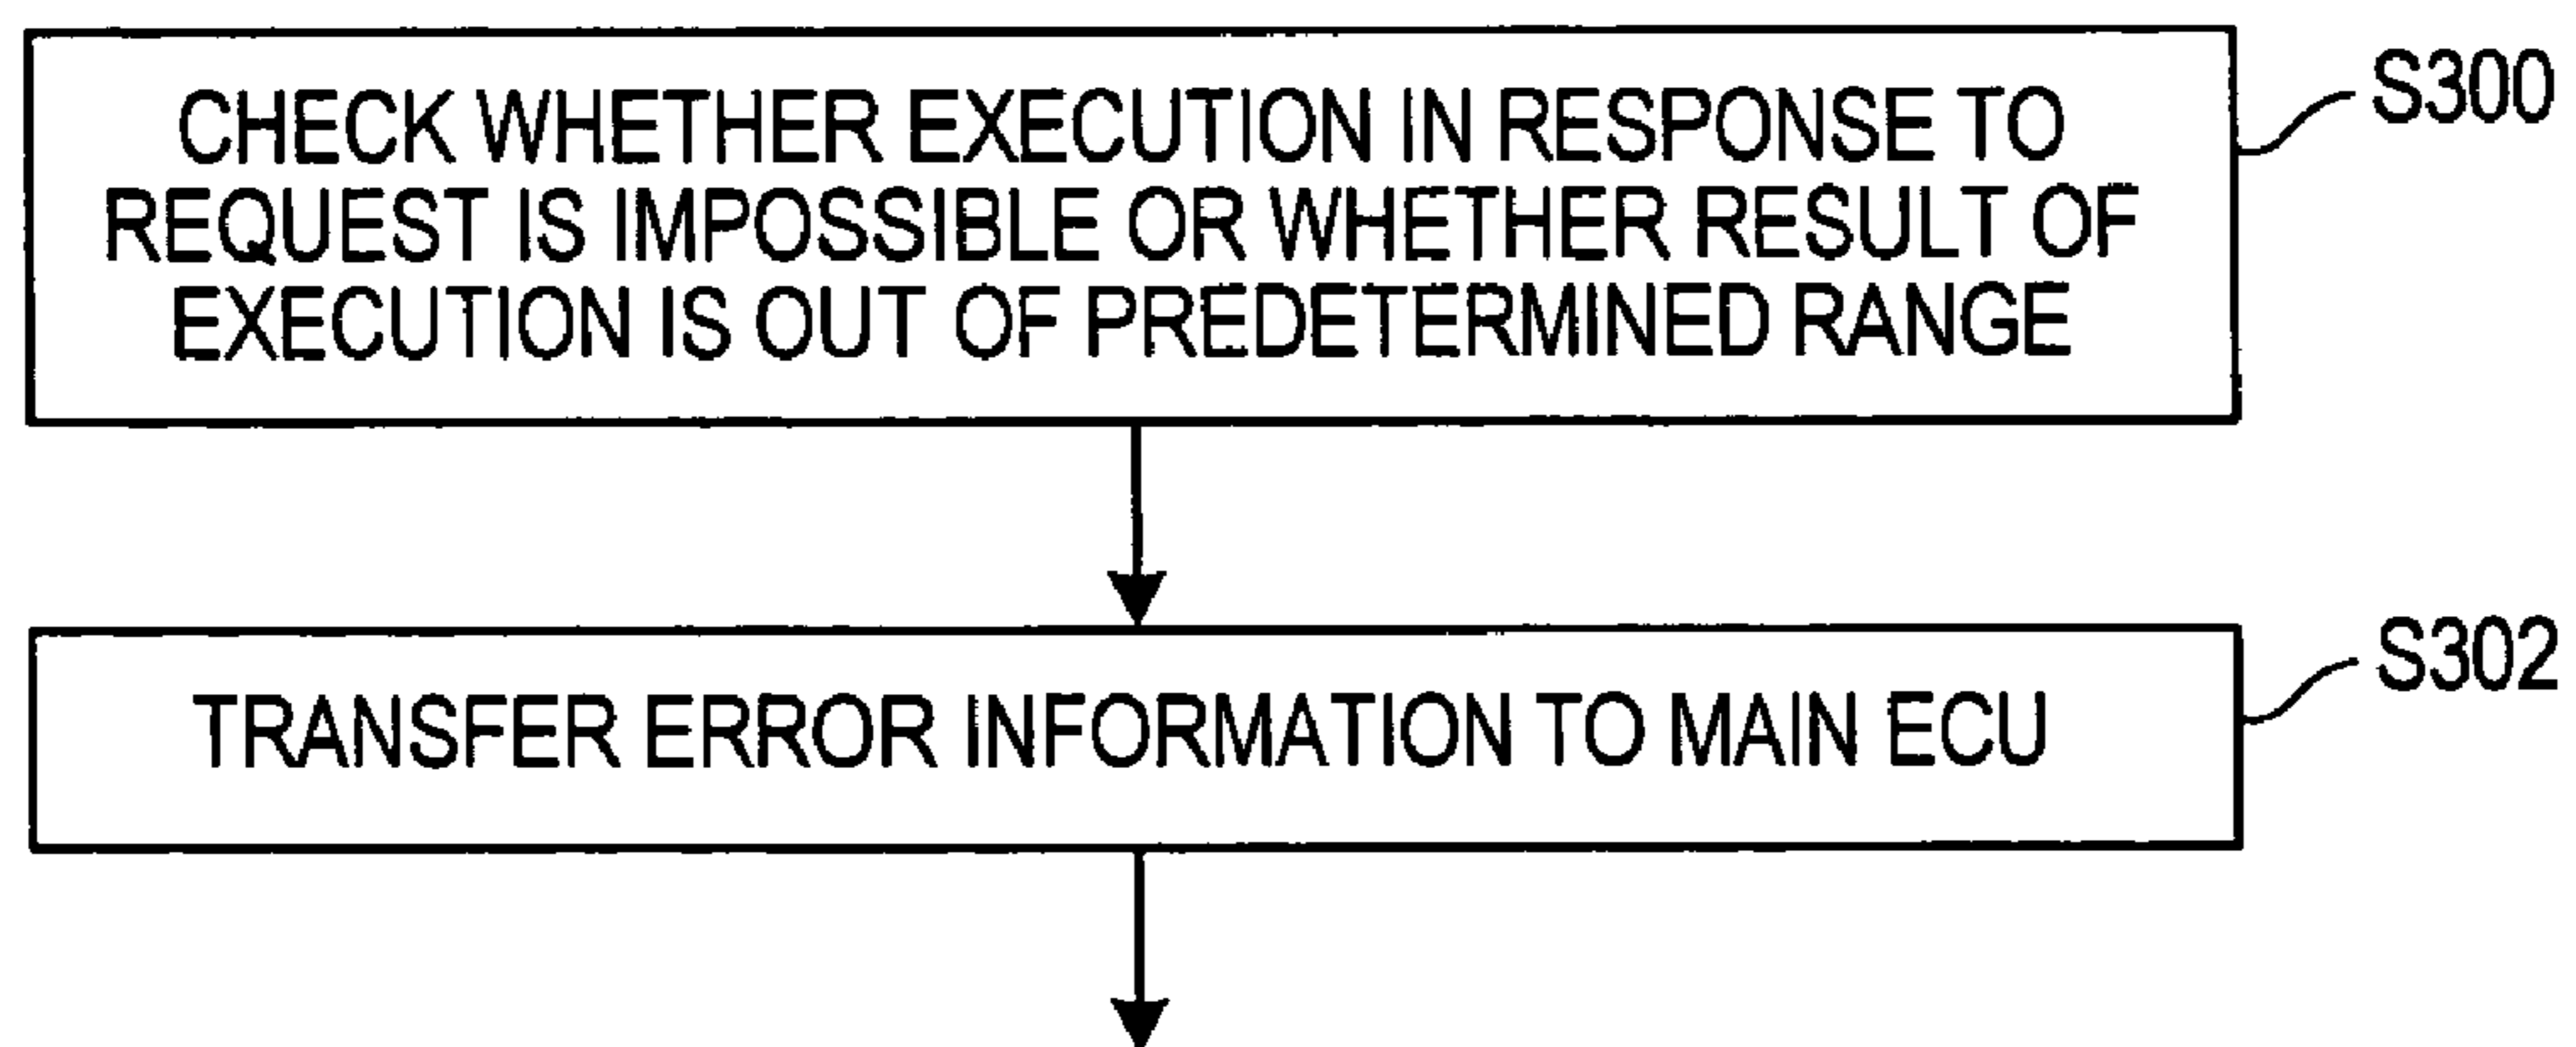 CHECK WHETHER EXECUTION IN RESPONSE TO
REQUEST IS IMPOSSIBLE OR WHETHER RESULT OF
EXECUTION IS OUT OF PREDETERMINED RANGE
S300
TRANSFER ERROR INFORMATION TO MAIN ECU
S302